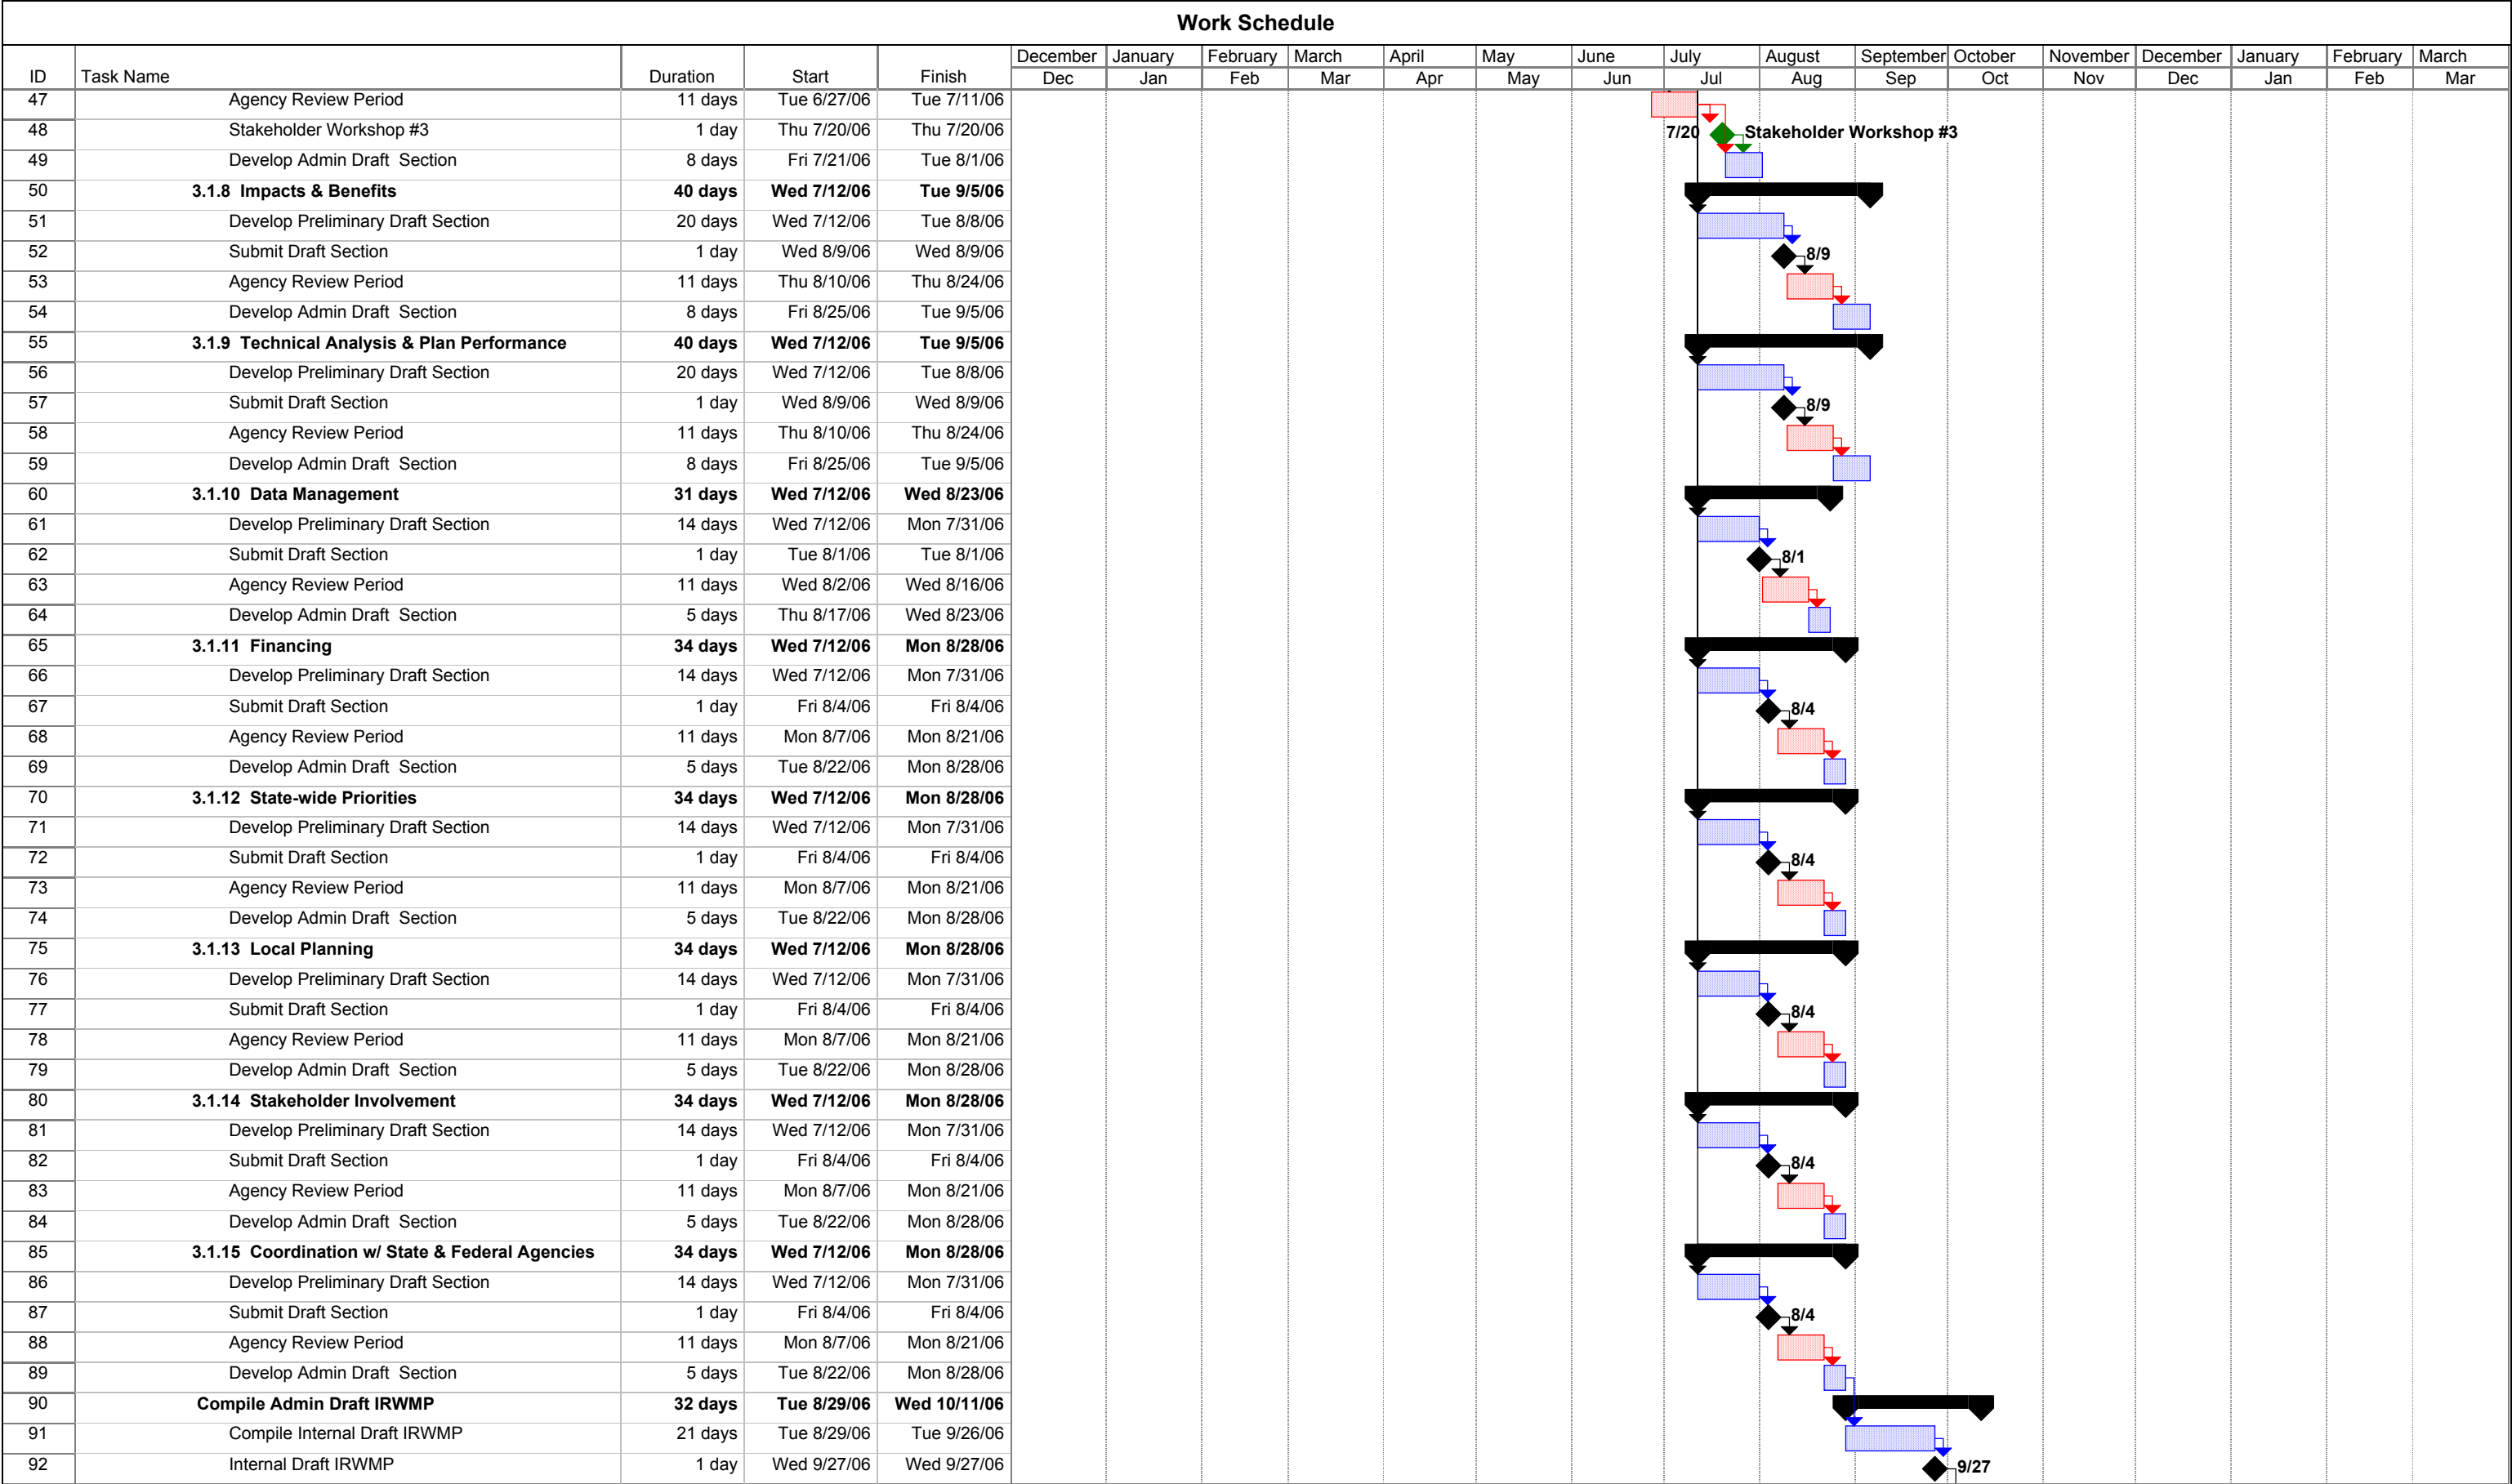 Work Schedule
December January February March April May June July August September October November December January February March
ID Task Name Duration Start Finish Dec Jan Feb Mar Apr May Jun Jul Aug Sep Oct Nov Dec Jan Feb Mar
47 Agency Review Period 11 days Tue 6/27/06 Tue 7/11/06
48 Stakeholder Workshop #3 1 day Thu 7/20/06 Thu 7/20/06 7/20 Stakeholder Workshop #3
49 Develop Admin Draft Section 8 days Fri 7/21/06 Tue 8/1/06
50 3.1.8 Impacts & Benefits 40 days Wed 7/12/06 Tue 9/5/06
51 Develop Preliminary Draft Section 20 days Wed 7/12/06 Tue 8/8/06
52 Submit Draft Section 1 day Wed 8/9/06 Wed 8/9/06 8/9
53 Agency Review Period 11 days Thu 8/10/06 Thu 8/24/06
54 Develop Admin Draft Section 8 days Fri 8/25/06 Tue 9/5/06
55 3.1.9 Technical Analysis & Plan Performance 40 days Wed 7/12/06 Tue 9/5/06
56 Develop Preliminary Draft Section 20 days Wed 7/12/06 Tue 8/8/06
57 Submit Draft Section 1 day Wed 8/9/06 Wed 8/9/06 8/9
58 Agency Review Period 11 days Thu 8/10/06 Thu 8/24/06
59 Develop Admin Draft Section 8 days Fri 8/25/06 Tue 9/5/06
60 3.1.10 Data Management 31 days Wed 7/12/06 Wed 8/23/06
61 Develop Preliminary Draft Section 14 days Wed 7/12/06 Mon 7/31/06
62 Submit Draft Section 1 day Tue 8/1/06 Tue 8/1/06 8/1
63 Agency Review Period 11 days Wed 8/2/06 Wed 8/16/06
64 Develop Admin Draft Section 5 days Thu 8/17/06 Wed 8/23/06
65 3.1.11 Financing 34 days Wed 7/12/06 Mon 8/28/06
66 Develop Preliminary Draft Section 14 days Wed 7/12/06 Mon 7/31/06
67 Submit Draft Section 1 day Fri 8/4/06 Fri 8/4/06 8/4
68 Agency Review Period 11 days Mon 8/7/06 Mon 8/21/06
69 Develop Admin Draft Section 5 days Tue 8/22/06 Mon 8/28/06
70 3.1.12 State-wide Priorities 34 days Wed 7/12/06 Mon 8/28/06
71 Develop Preliminary Draft Section 14 days Wed 7/12/06 Mon 7/31/06
72 Submit Draft Section 1 day Fri 8/4/06 Fri 8/4/06 8/4
73 Agency Review Period 11 days Mon 8/7/06 Mon 8/21/06
74 Develop Admin Draft Section 5 days Tue 8/22/06 Mon 8/28/06
75 3.1.13 Local Planning 34 days Wed 7/12/06 Mon 8/28/06
76 Develop Preliminary Draft Section 14 days Wed 7/12/06 Mon 7/31/06
77 Submit Draft Section 1 day Fri 8/4/06 Fri 8/4/06 8/4
78 Agency Review Period 11 days Mon 8/7/06 Mon 8/21/06
79 Develop Admin Draft Section 5 days Tue 8/22/06 Mon 8/28/06
80 3.1.14 Stakeholder Involvement 34 days Wed 7/12/06 Mon 8/28/06
81 Develop Preliminary Draft Section 14 days Wed 7/12/06 Mon 7/31/06
82 Submit Draft Section 1 day Fri 8/4/06 Fri 8/4/06 8/4
83 Agency Review Period 11 days Mon 8/7/06 Mon 8/21/06
84 Develop Admin Draft Section 5 days Tue 8/22/06 Mon 8/28/06
85 3.1.15 Coordination w/ State & Federal Agencies 34 days Wed 7/12/06 Mon 8/28/06
86 Develop Preliminary Draft Section 14 days Wed 7/12/06 Mon 7/31/06
87 Submit Draft Section 1 day Fri 8/4/06 Fri 8/4/06 8/4
88 Agency Review Period 11 days Mon 8/7/06 Mon 8/21/06
89 Develop Admin Draft Section 5 days Tue 8/22/06 Mon 8/28/06
90 Compile Admin Draft IRWMP 32 days Tue 8/29/06 Wed 10/11/06
91 Compile Internal Draft IRWMP 21 days Tue 8/29/06 Tue 9/26/06
92 Internal Draft IRWMP 1 day Wed 9/27/06 Wed 9/27/06 9/27